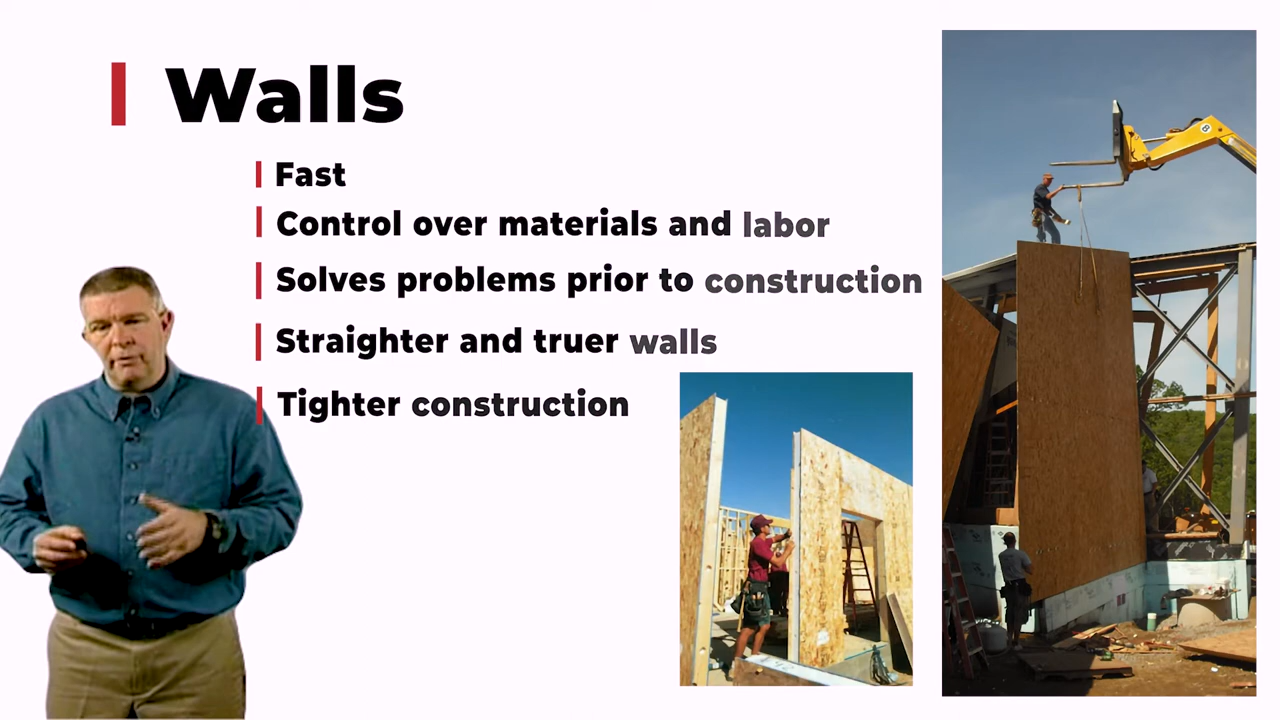 Walls
Fast
Control over materials and labor
Solves problems prior to construction
Straighter and truer walls
Tighter construction